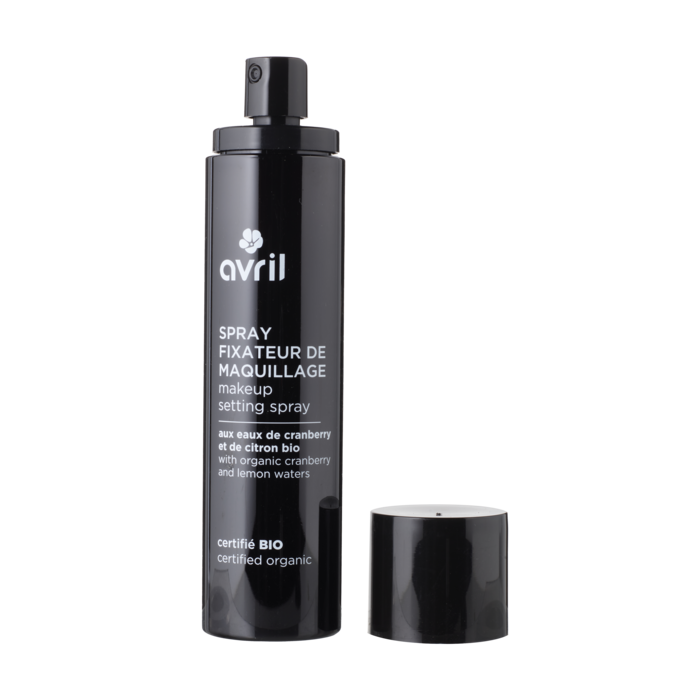 avril
SPRAY
FIXATEUR DE
MAQUILLAGE
makeup
setting spray
aux eaux de cranberry
et de citron bio
with organic cranberry
and lemon waters
certifié BIO
certified organic